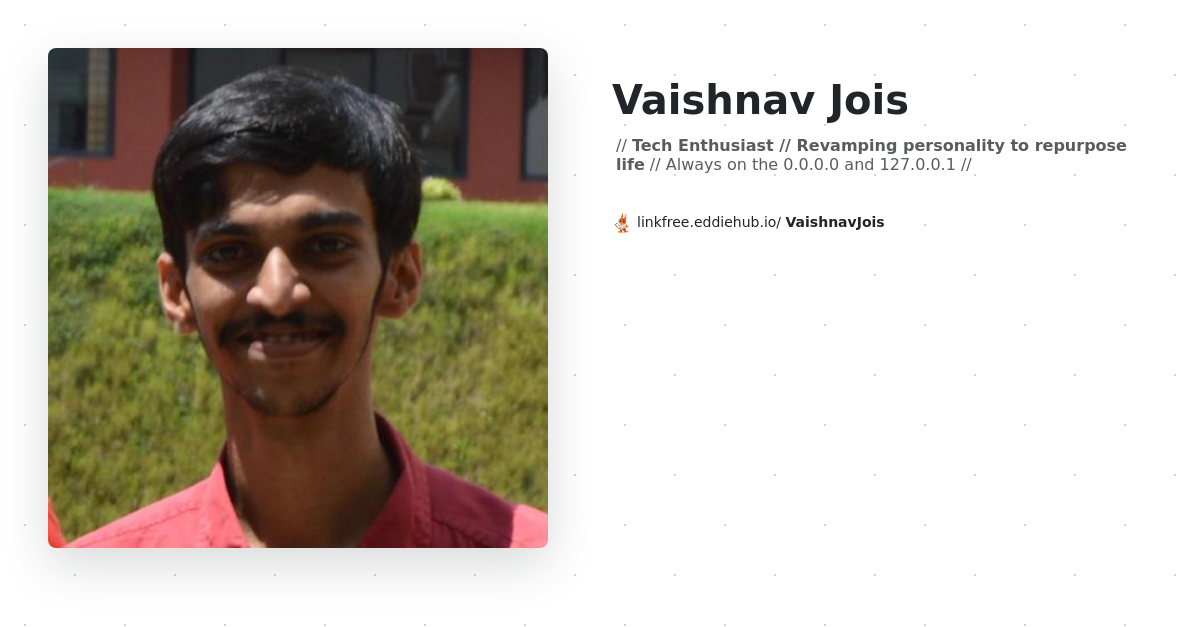 Vaishnav Jois
// Tech Enthusiast // Revamping personality to repurpose
life // Always on the 0.0.0.0 and 127.0.0.1 //
linkfree.eddiehub.io/ VaishnavJois